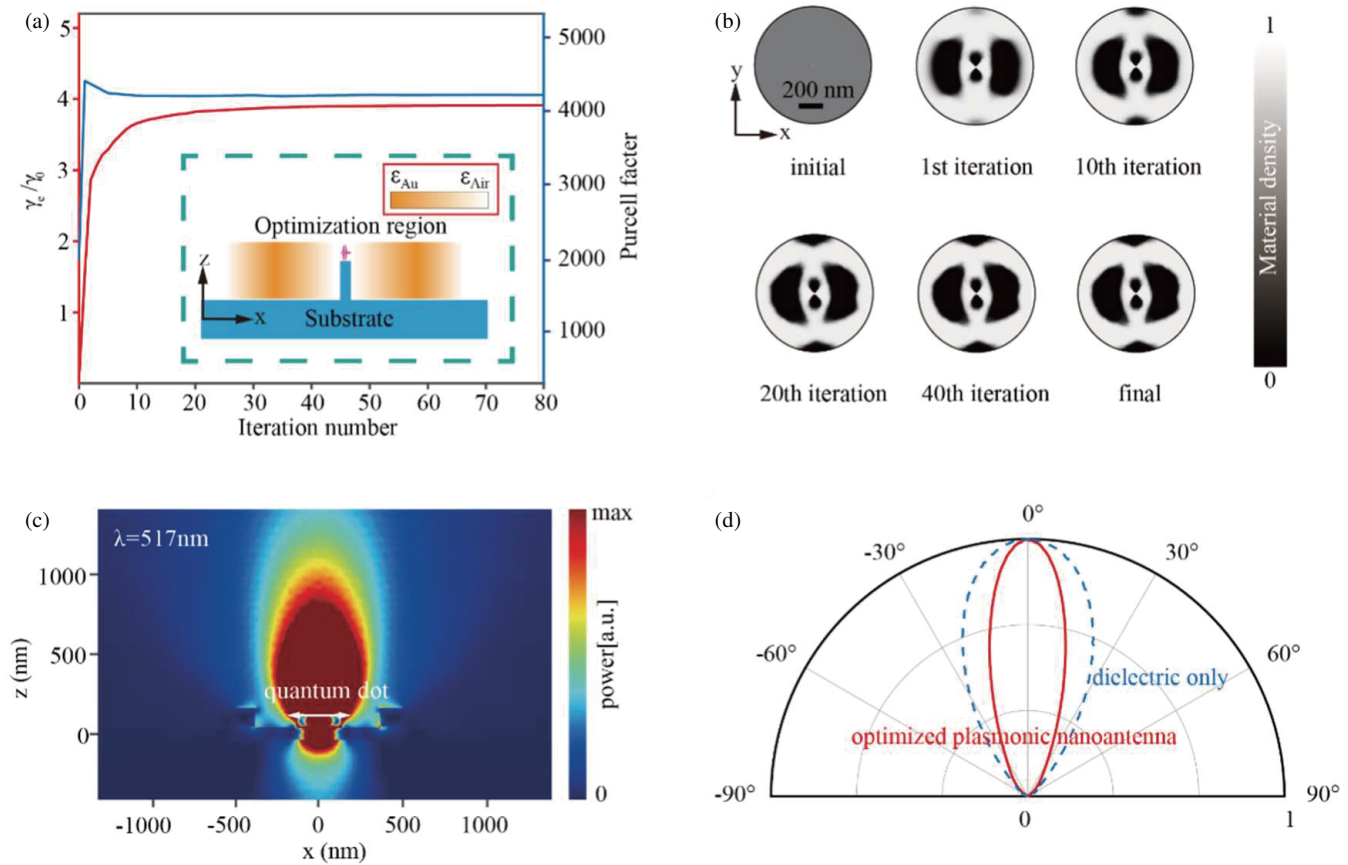 (a)
5
4
3
2
1
γe/γ0
5000
4000
3000
2000
1000
Purcell facter
εAu
εAir
Optimization region
z
x
Substrate
0
10
20
30
40
50
60
70
80
Iteration number
(b)
y
x
200 nm
initial
1st iteration
10th iteration
20th iteration
40th iteration
final
1
Material density
0
(c)
λ=517nm
quantum dot
z (nm)
1000
500
0
-1000
-500
0
500
1000
x (nm)
max
power[a.u.]
0
(d)
0°
-30°
30°
-60°
60°
-90°
90°
dielectric only
optimized plasmonic nanoantenna
0
1